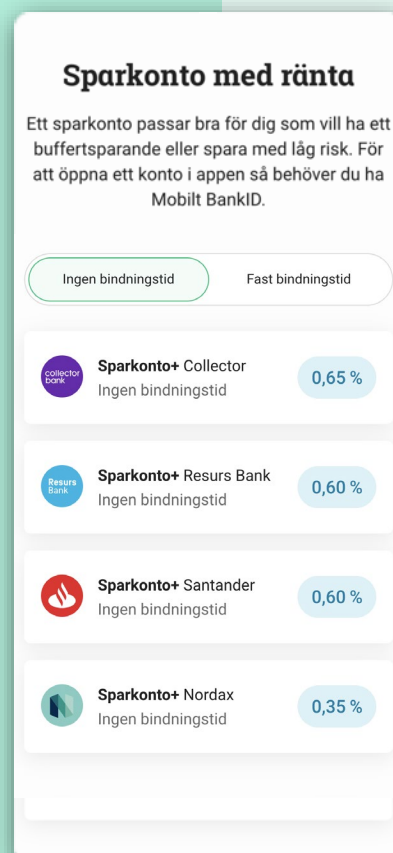 Sparkonto med ränta
Ett sparkonto passar bra för dig som vill ha ett
buffertsparande eller spara med låg risk. För
att öppna ett konto i appen så behöver du ha
Mobilt BankID.
Ingen bindningstid
Fast bindningstid
collector
bank
Sparkonto+ Collector
Ingen bindningstid
0,65 %
Resurs
Bank
Sparkonto+ Resurs Bank
Ingen bindningstid
0,60 %
Sparkonto+ Santander
Ingen bindningstid
0,60 %
Sparkonto+ Nordax
Ingen bindningstid
0,35 %